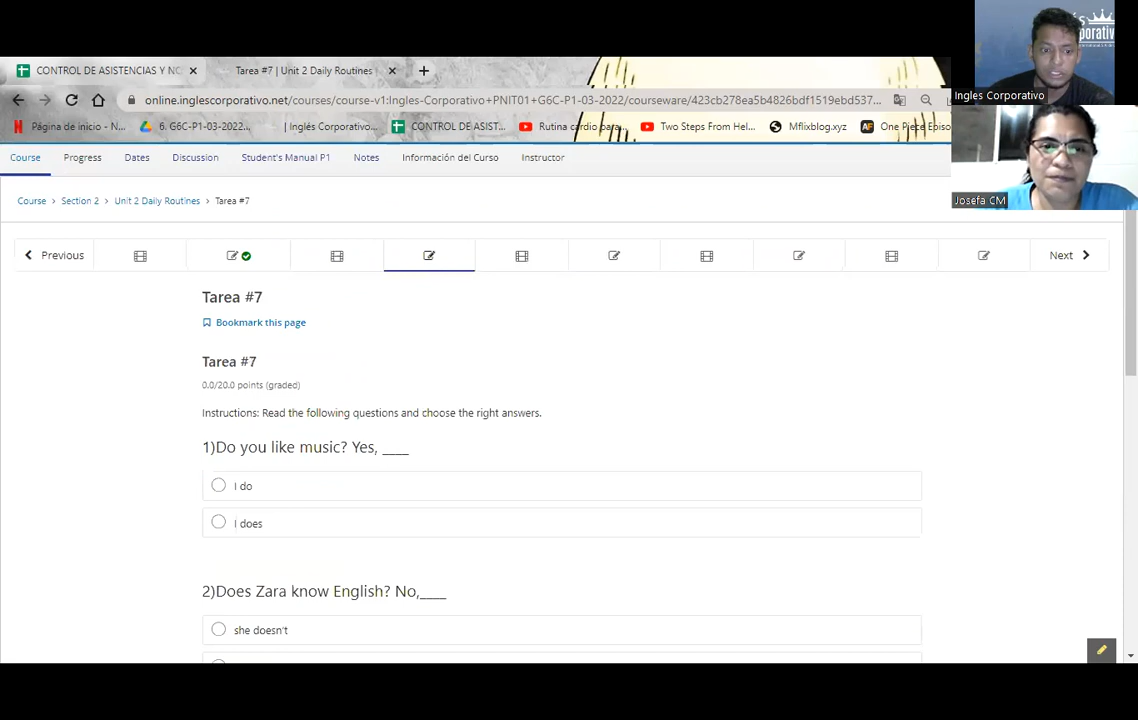 CONTROL DE ASISTENCIAS Y NO
Tarea #7 | Unit 2 Daily Routines
online.inglescorporativo.net/courses/course-v1:Ingles-Corporativo+PNIT01+G6C-P1-03-2022/courseware/423cb278ea5b4826bdf1519ebd537...
Página de inicio - N...
6. G6C-P1-03-2022...
| Inglés Corporativo...
CONTROL DE ASIST...
Rutina cardio para...
Two Steps From Hel...
Mflixblog.xyz
One Piece Episo
Ingles Corporativo
Josefa CM
Course
Progress
Dates
Discussion
Student's Manual P1
Notes
Información del Curso
Instructor
Course > Section 2 > Unit 2 Daily Routines > Tarea #7
Previous
Next
Tarea #7
Bookmark this page
Tarea #7
0.0/20.0 points (graded)
Instructions: Read the following questions and choose the right answers.
1)Do you like music? Yes, ____
I do
I does
2)Does Zara know English? No,____
she doesn't